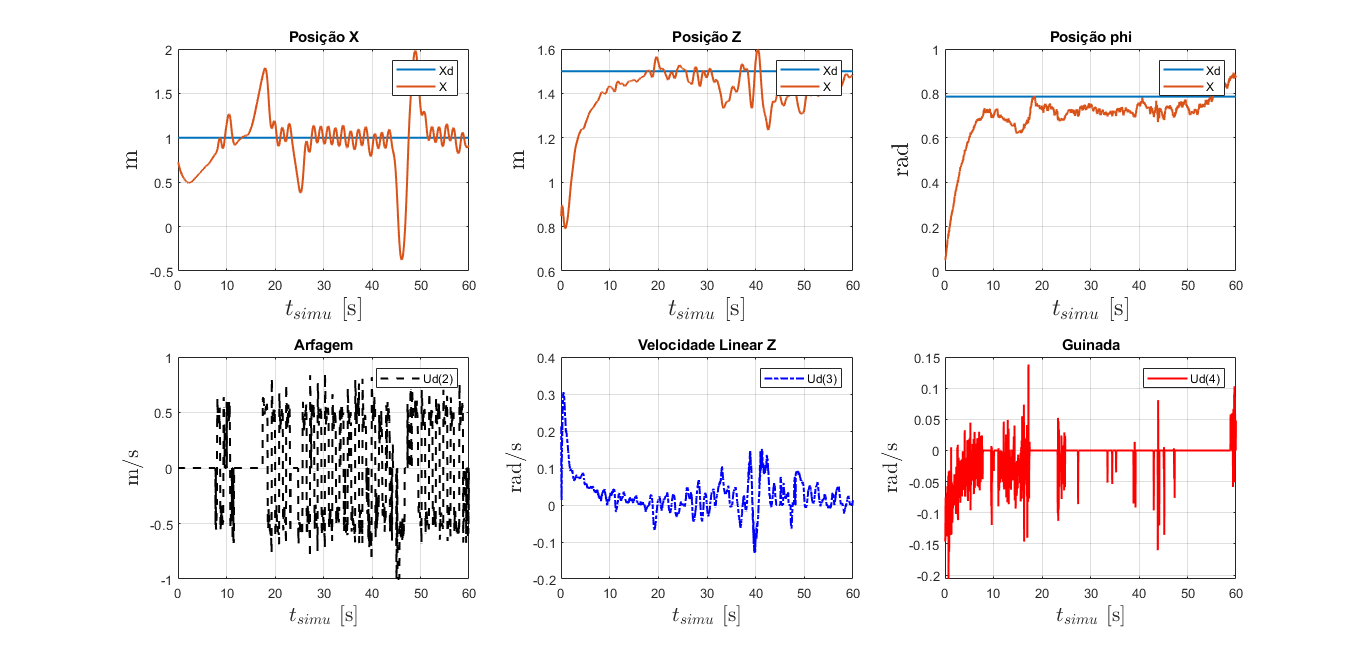 Posição X
2
1.5
1
0.5
0
-0.5
m
Xd
X
0 10 20 30 40 50 60
t_simu [s]
Posição Z
1.6
1.4
1.2
1
0.8
0.6
m
Xd
X
0 10 20 30 40 50 60
t_simu [s]
Posição phi
1
0.8
0.6
0.4
0.2
0
rad
Xd
X
0 10 20 30 40 50 60
t_simu [s]
Arfagem
1
0.5
0
-0.5
-1
m/s
Ud(2)
0 10 20 30 40 50 60
t_simu [s]
Velocidade Linear Z
0.4
0.3
0.2
0.1
0
-0.1
-0.2
rad/s
Ud(3)
0 10 20 30 40 50 60
t_simu [s]
Guinada
0.15
0.1
0.05
0
-0.05
-0.1
-0.15
-0.2
rad/s
Ud(4)
0 10 20 30 40 50 60
t_simu [s]